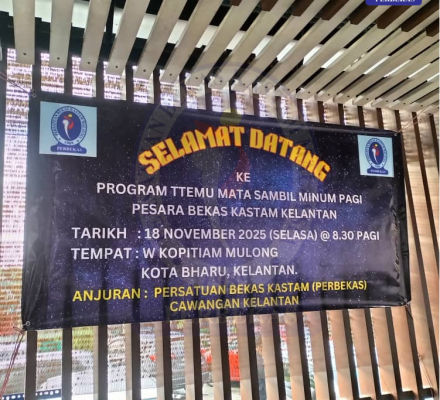 PERBEKAS
SELAMAT DATANG
KE
PROGRAM TTEMU MATA SAMBIL MINUM PAGI
PESARA BEKAS KASTAM KELANTAN
TARIKH : 18 NOVEMBER 2025 (SELASA) @ 8.30 PAGI
TEMPAT : W KOPITIAM MULONG
KOTA BHARU, KELANTAN.
ANJURAN : PERSATUAN BEKAS KASTAM (PERBEKAS)
CAWANGAN KELANTAN